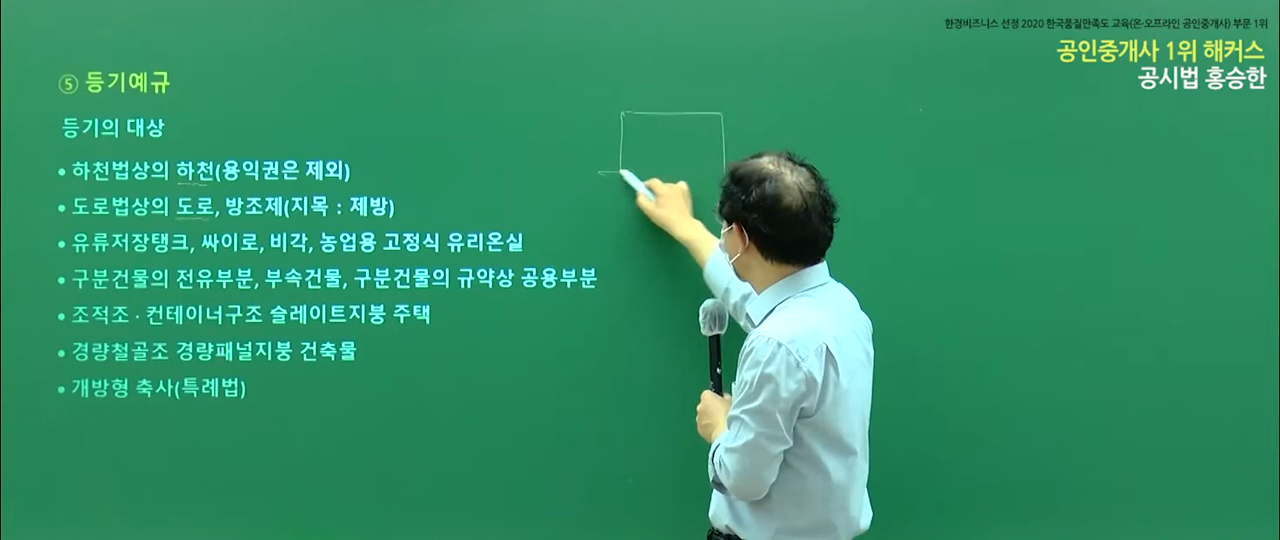 한경비즈니스 선정 2020 한국품질만족도 교육(온·오프라인 공인중개사) 부문 1위
공인중개사 1위 해커스
공시법 홍승한
⑤ 등기예규
등기의 대상
• 하천법상의 하천(용익권은 제외)
• 도로법상의 도로, 방조제(지목 : 제방)
• 유류저장탱크, 싸이로, 비각, 농업용 고정식 유리온실
• 구분건물의 전유부분, 부속건물, 구분건물의 규약상 공용부분
• 조적조 · 컨테이너구조 슬레이트지붕 주택
• 경량철골조 경량패널지붕 건축물
• 개방형 축사(특례법)